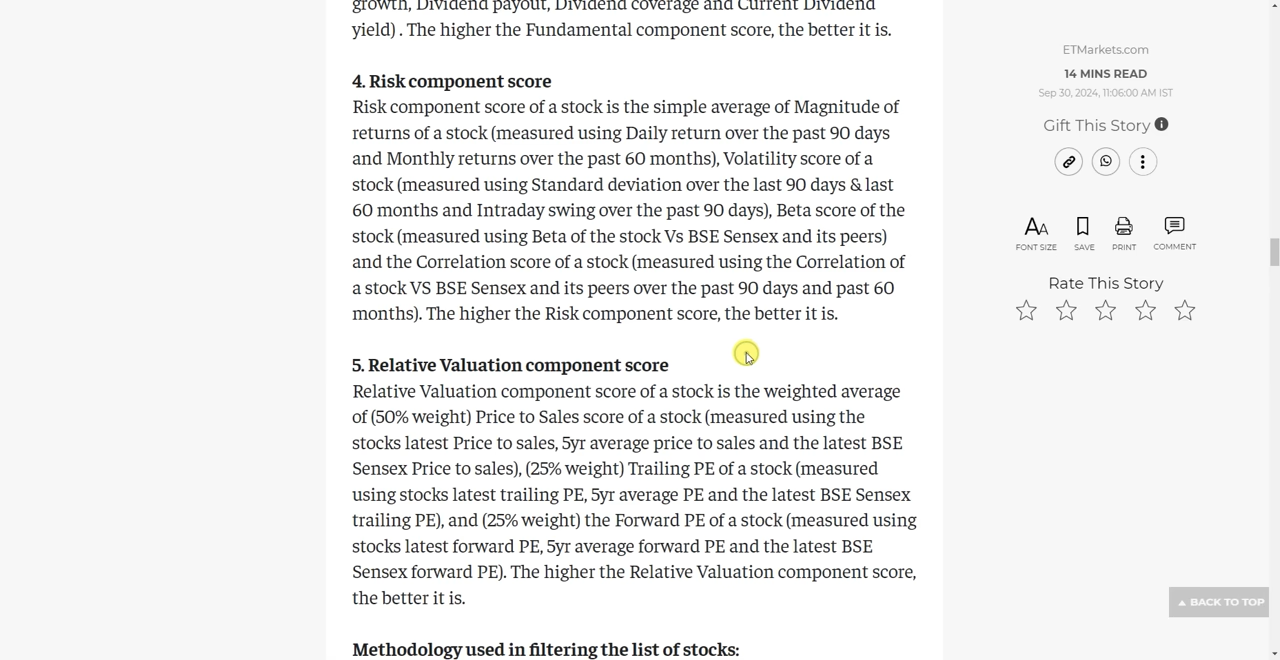 growth, Dividend payout, Dividend coverage and Current Dividend
yield) . The higher the Fundamental component score, the better it is.
4. Risk component score
Risk component score of a stock is the simple average of Magnitude of
returns of a stock (measured using Daily return over the past 90 days
and Monthly returns over the past 60 months), Volatility score of a
stock (measured using Standard deviation over the last 90 days & last
60 months and Intraday swing over the past 90 days), Beta score of the
stock (measured using Beta of the stock Vs BSE Sensex and its peers)
and the Correlation score of a stock (measured using the Correlation of
a stock VS BSE Sensex and its peers over the past 90 days and past 60
months). The higher the Risk component score, the better it is.
5. Relative Valuation component score
Relative Valuation component score of a stock is the weighted average
of (50% weight) Price to Sales score of a stock (measured using the
stocks latest Price to sales, 5yr average price to sales and the latest BSE
Sensex Price to sales), (25% weight) Trailing PE of a stock (measured
using stocks latest trailing PE, 5yr average PE and the latest BSE Sensex
trailing PE), and (25% weight) the Forward PE of a stock (measured using
stocks latest forward PE, 5yr average forward PE and the latest BSE
Sensex forward PE). The higher the Relative Valuation component score,
the better it is.
Methodology used in filtering the list of stocks:
ETMarkets.com
14 MINS READ
Sep 30, 2024, 11:06:00 AM IST
Gift This Story
FONT SIZE SAVE PRINT COMMENT
Rate This Story
BACK TO TOP